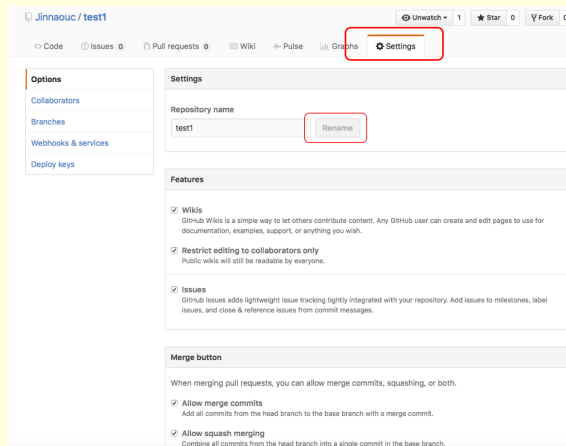 Jinnaouc / test1
Unwatch 1 Star 0 Fork 0
Code Issues 0 Pull requests 0 Wiki Pulse Graphs Settings
Options
Collaborators
Branches
Webhooks & services
Deploy keys
Settings
Repository name
test1 Rename
Features
Wikis
GitHub Wikis is a simple way to let others contribute content. Any GitHub user can create and edit pages to use for
documentation, examples, support, or anything you wish.
Restrict editing to collaborators only
Public wikis will still be readable by everyone.
Issues
GitHub Issues adds lightweight issue tracking tightly integrated with your repository. Add issues to milestones, label
issues, and close & reference issues from commit messages.
Merge button
When merging pull requests, you can allow merge commits, squashing, or both.
Allow merge commits
Add all commits from the head branch to the base branch with a merge commit.
Allow squash merging
Combine all commits from the head branch into a single commit in the base branch.